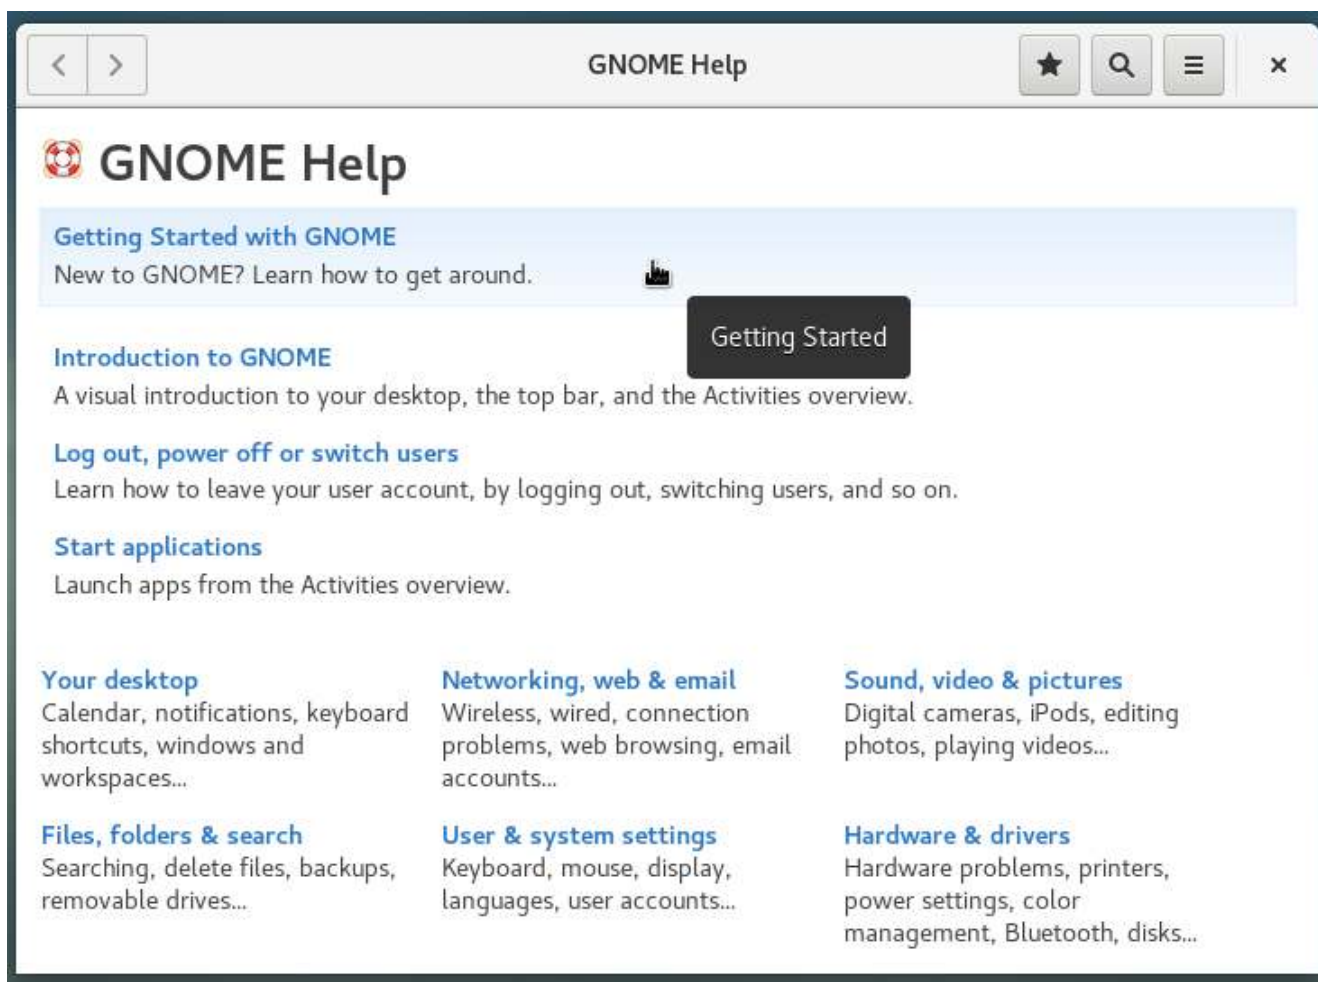 GNOME Help
GNOME Help
Getting Started with GNOME
New to GNOME? Learn how to get around.
Getting Started
Introduction to GNOME
A visual introduction to your desktop, the top bar, and the Activities overview.
Log out, power off or switch users
Learn how to leave your user account, by logging out, switching users, and so on.
Start applications
Launch apps from the Activities overview.
Your desktop
Calendar, notifications, keyboard
shortcuts, windows and
workspaces...
Networking, web & email
Wireless, wired, connection
problems, web browsing, email
accounts...
Sound, video & pictures
Digital cameras, iPods, editing
photos, playing videos...
Files, folders & search
Searching, delete files, backups,
removable drives...
User & system settings
Keyboard, mouse, display,
languages, user accounts...
Hardware & drivers
Hardware problems, printers,
power settings, color
management, Bluetooth, disks...